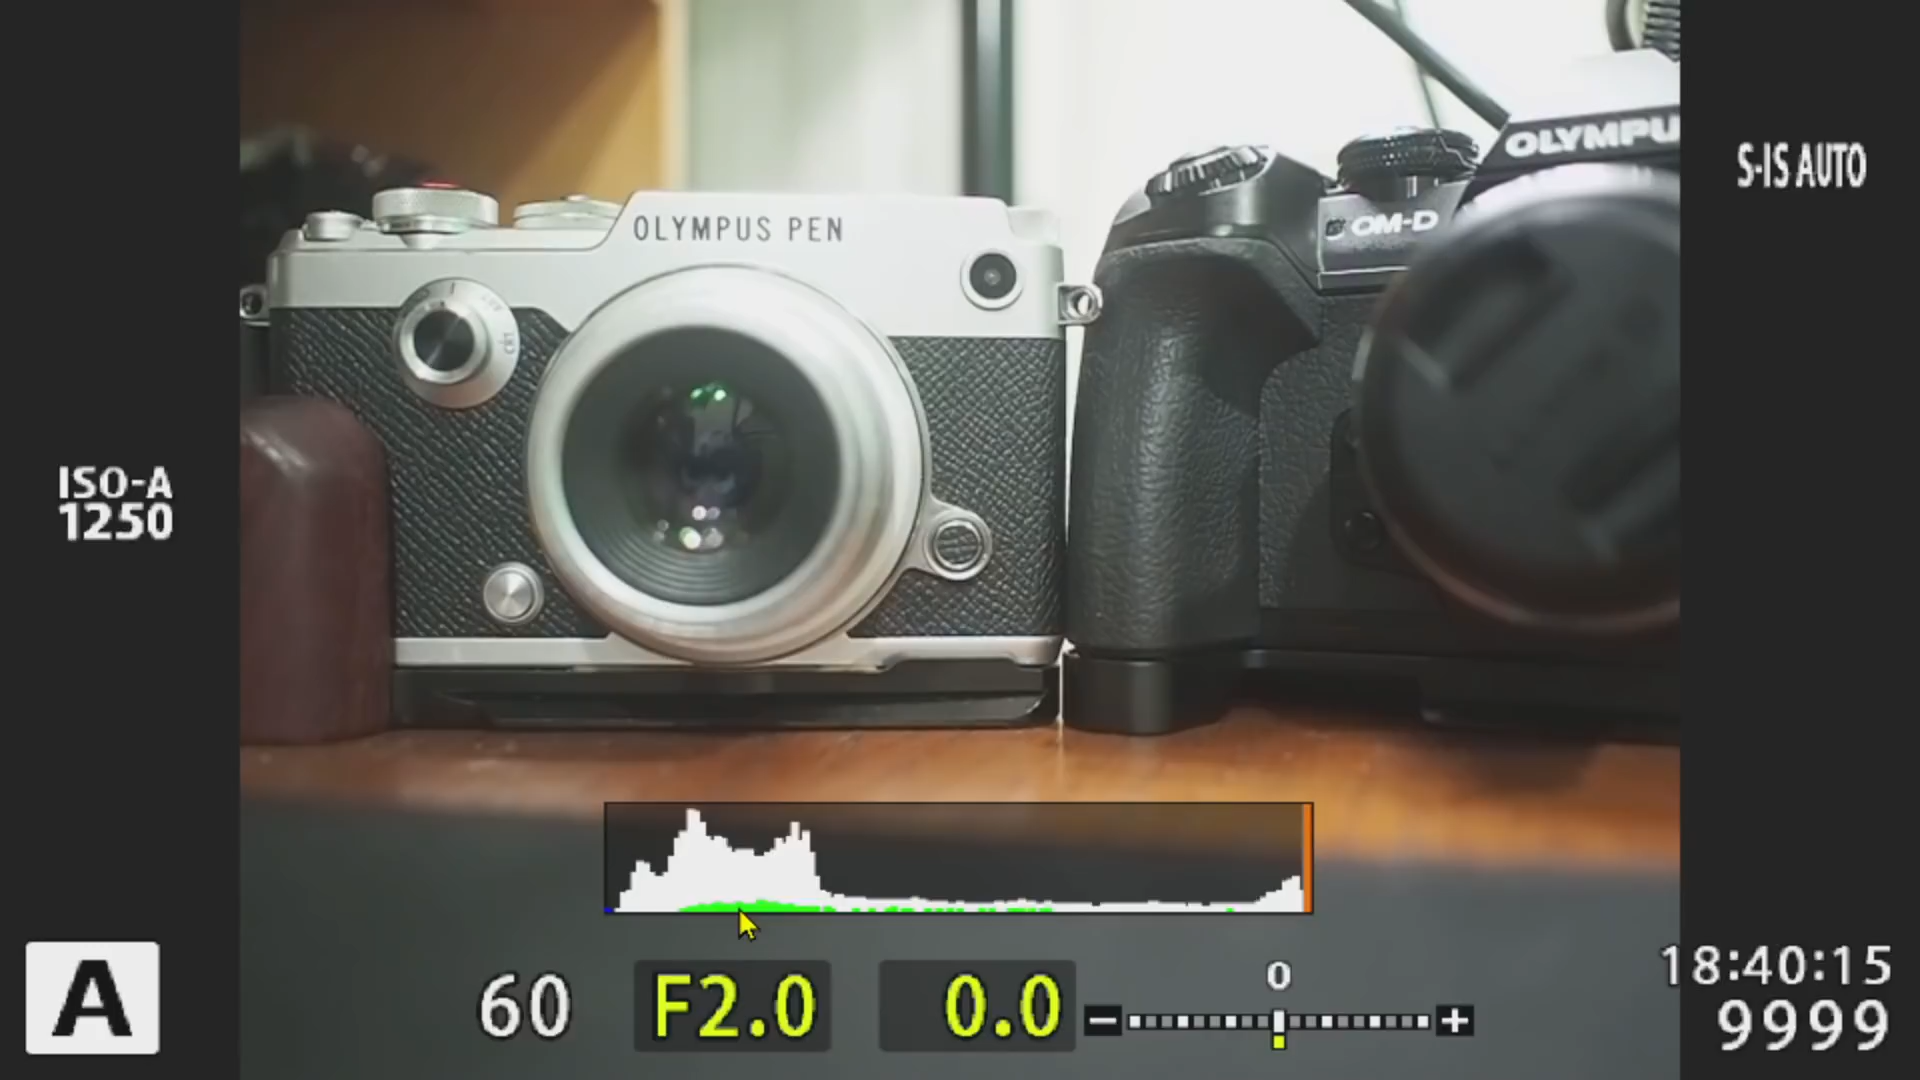 OLYMPU
S-IS AUTO
OLYMPUS PEN
OM-D
ISO-A
1250
A
60
F2.0
0.0
0
18:40:15
9999